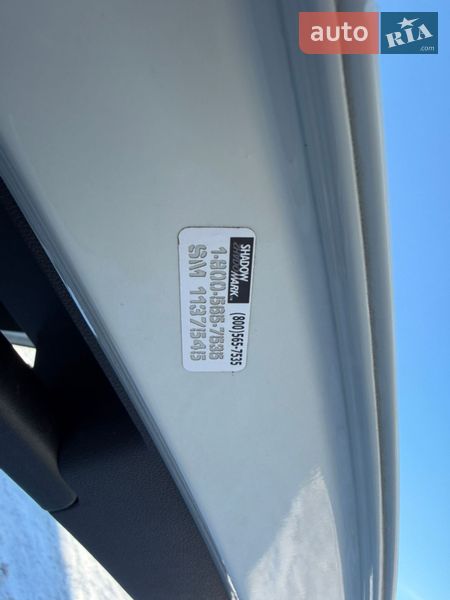 auto RIA
.com
SHADOW
MARK.
(800)565-7535
1-800-565-7535
SM 1137545